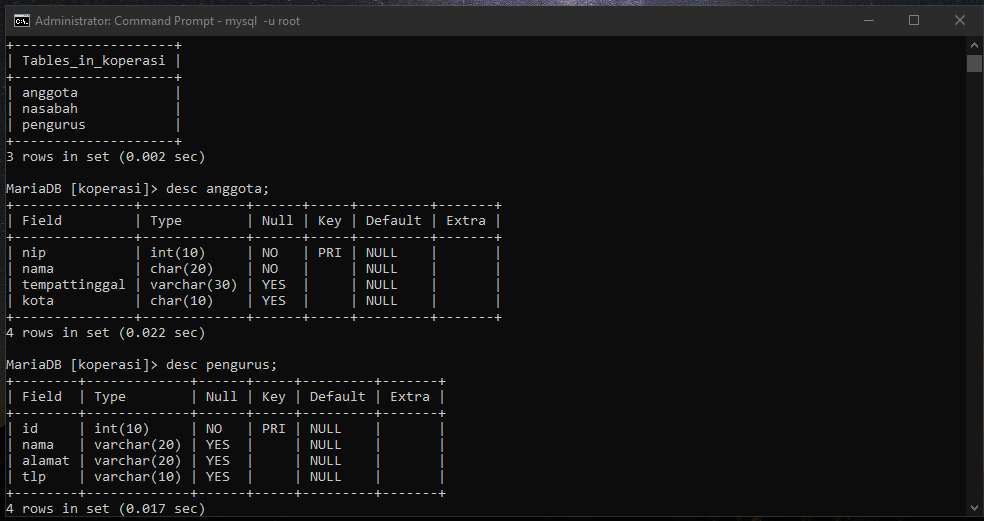 Administrator: Command Prompt - mysql  -u root
+--------------------+
| Tables_in_koperasi |
+--------------------+
| anggota            |
| nasabah            |
| pengurus           |
+--------------------+
3 rows in set (0.002 sec)
MariaDB [koperasi]> desc anggota;
+---------------+-------------+------+-----+---------+-------+
| Field         | Type        | Null | Key | Default | Extra |
+---------------+-------------+------+-----+---------+-------+
| nip           | int(10)     | NO   | PRI | NULL    |       |
| nama          | char(20)    | NO   |     | NULL    |       |
| tempattinggal | varchar(30) | YES  |     | NULL    |       |
| kota          | char(10)    | YES  |     | NULL    |       |
+---------------+-------------+------+-----+---------+-------+
4 rows in set (0.022 sec)
MariaDB [koperasi]> desc pengurus;
+--------+-------------+------+-----+---------+-------+
| Field  | Type        | Null | Key | Default | Extra |
+--------+-------------+------+-----+---------+-------+
| id     | int(10)     | NO   | PRI | NULL    |       |
| nama   | varchar(20) | YES  |     | NULL    |       |
| alamat | varchar(20) | YES  |     | NULL    |       |
| tlp    | varchar(10) | YES  |     | NULL    |       |
+--------+-------------+------+-----+---------+-------+
4 rows in set (0.017 sec)